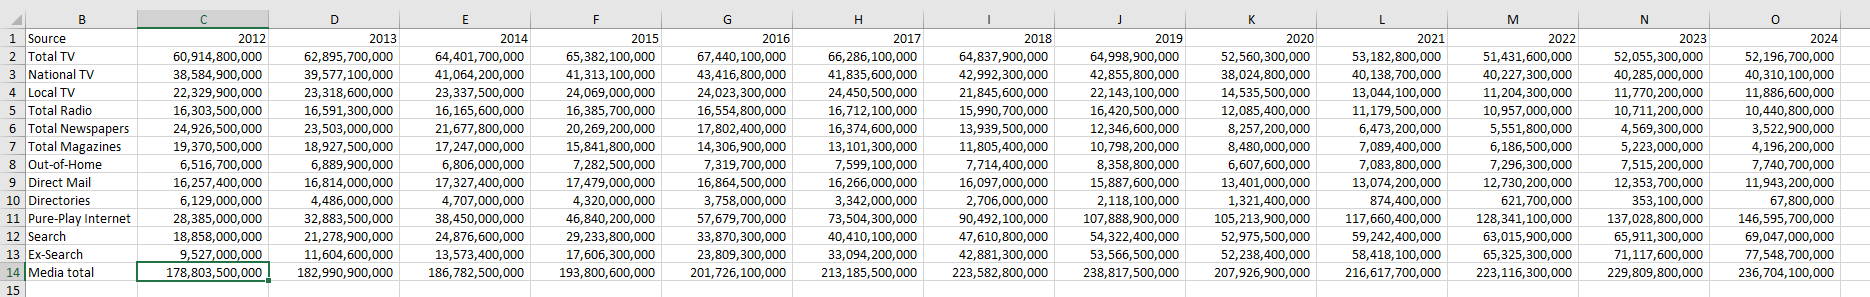 B C D E F G H I J K L M N O
1 Source 2012 2013 2014 2015 2016 2017 2018 2019 2020 2021 2022 2023 2024
2 Total TV 60,914,800,000 62,895,700,000 64,401,700,000 65,382,100,000 67,440,100,000 66,286,100,000 64,837,900,000 64,998,900,000 52,560,300,000 53,182,800,000 51,431,600,000 52,055,300,000 52,196,700,000
3 National TV 38,584,900,000 39,577,100,000 41,064,200,000 41,313,100,000 43,416,800,000 41,835,600,000 42,992,300,000 42,855,800,000 38,024,800,000 40,138,700,000 40,227,300,000 40,285,000,000 40,310,100,000
4 Local TV 22,329,900,000 23,318,600,000 23,337,500,000 24,069,000,000 24,023,300,000 24,450,500,000 21,845,600,000 22,143,100,000 14,535,500,000 13,044,100,000 11,204,300,000 11,770,200,000 11,886,600,000
5 Total Radio 16,303,500,000 16,591,300,000 16,165,600,000 16,385,700,000 16,554,800,000 16,712,100,000 15,990,700,000 16,420,500,000 12,085,400,000 11,179,500,000 10,957,000,000 10,711,200,000 10,440,800,000
6 Total Newspapers 24,926,500,000 23,503,000,000 21,677,800,000 20,269,200,000 17,802,400,000 16,374,600,000 13,939,500,000 12,346,600,000 8,257,200,000 6,473,200,000 5,551,800,000 4,569,300,000 3,522,900,000
7 Total Magazines 19,370,500,000 18,927,500,000 17,247,000,000 15,841,800,000 14,306,900,000 13,101,300,000 11,805,400,000 10,798,200,000 8,480,000,000 7,089,400,000 6,186,500,000 5,223,000,000 4,196,200,000
8 Out-of-Home 6,516,700,000 6,889,900,000 6,806,000,000 7,282,500,000 7,319,700,000 7,599,100,000 7,714,400,000 8,358,800,000 6,607,600,000 7,083,800,000 7,296,300,000 7,515,200,000 7,740,700,000
9 Direct Mail 16,257,400,000 16,814,000,000 17,327,400,000 17,479,000,000 16,864,500,000 16,266,000,000 16,097,000,000 15,887,600,000 13,401,000,000 13,074,200,000 12,730,200,000 12,353,700,000 11,943,200,000
10 Directories 6,129,000,000 4,486,000,000 4,707,000,000 4,320,000,000 3,758,000,000 3,342,000,000 2,706,000,000 2,118,100,000 1,321,400,000 874,400,000 621,700,000 353,100,000 67,800,000
11 Pure-Play Internet 28,385,000,000 32,883,500,000 38,450,000,000 46,840,200,000 57,679,700,000 73,504,300,000 90,492,100,000 107,888,900,000 105,213,900,000 117,660,400,000 128,341,100,000 137,028,800,000 146,595,700,000
12 Search 18,858,000,000 21,278,900,000 24,876,600,000 29,233,800,000 33,870,300,000 40,410,100,000 47,610,800,000 54,322,400,000 52,975,500,000 59,242,400,000 63,015,900,000 65,911,300,000 69,047,000,000
13 Ex-Search 9,527,000,000 11,604,600,000 13,573,400,000 17,606,300,000 23,809,300,000 33,094,200,000 42,881,300,000 53,566,500,000 52,238,400,000 58,418,100,000 65,325,300,000 71,117,600,000 77,548,700,000
14 Media total 178,803,500,000 182,990,900,000 186,782,500,000 193,800,600,000 201,726,100,000 213,185,500,000 223,582,800,000 238,817,500,000 207,926,900,000 216,617,700,000 223,116,300,000 229,809,800,000 236,704,100,000
15